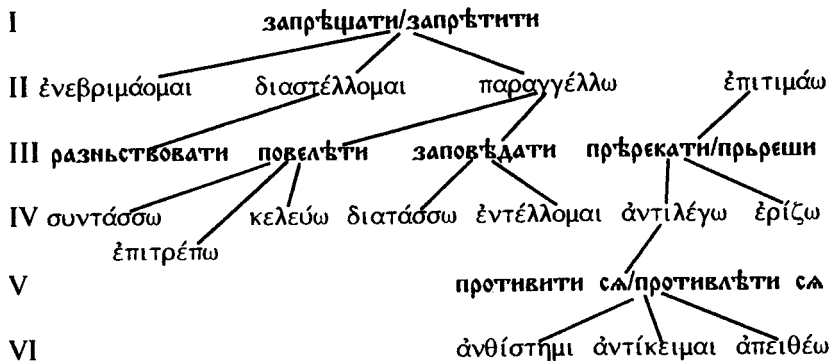 I запрѣщати/запрѣтити
II ἐνεβριμάομαι διαστέλλομαι παραγγέλλω ἐπιτιμάω
III разньствовати повелѣти заповѣдати прѣрекати/прьреши
IV συντάσσω κελεύω διατάσσω ἐντέλλομαι ἀντιλέγω ἐρίζω
ἐπιτρέπω
V противити сѧ/противлѣти сѧ
VI ἀνθίστημι ἀντίκειμαι ἀπειθέω